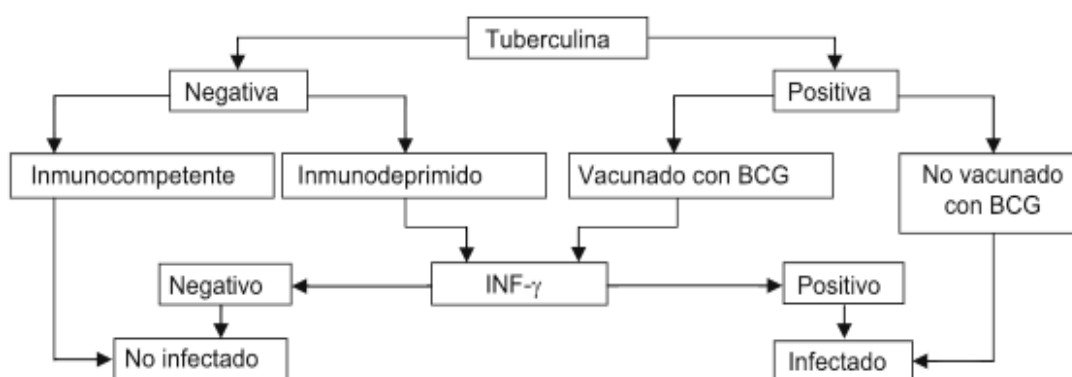 Tuberculina
Negativa
Positiva
Inmunocompetente
Inmunodeprimido
Vacunado con BCG
No vacunado
con BCG
Negativo
INF-γ
Positivo
No infectado
Infectado